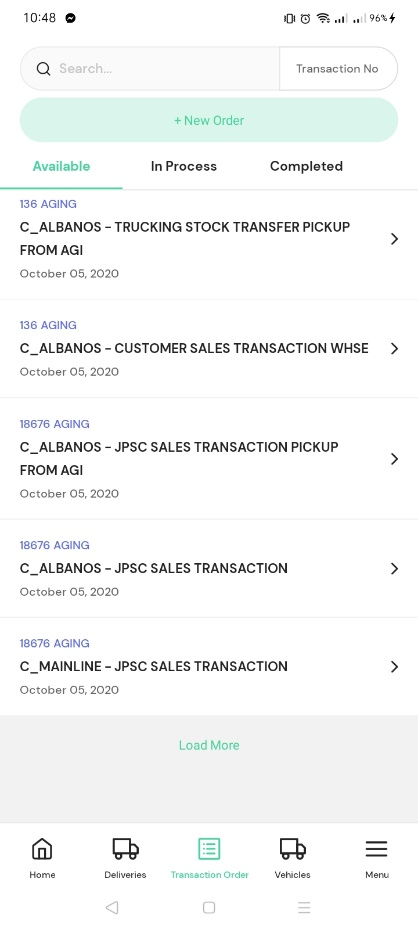 10:48
96%
Search...
Transaction No
+ New Order
Available
In Process
Completed
136 AGING
C_ALBANOS - TRUCKING STOCK TRANSFER PICKUP
FROM AGI
October 05, 2020
136 AGING
C_ALBANOS - CUSTOMER SALES TRANSACTION WHSE
October 05, 2020
18676 AGING
C_ALBANOS - JPSC SALES TRANSACTION PICKUP
FROM AGI
October 05, 2020
18676 AGING
C_ALBANOS - JPSC SALES TRANSACTION
October 05, 2020
18676 AGING
C_MAINLINE - JPSC SALES TRANSACTION
October 05, 2020
Load More
Home
Deliveries
Transaction Order
Vehicles
Menu